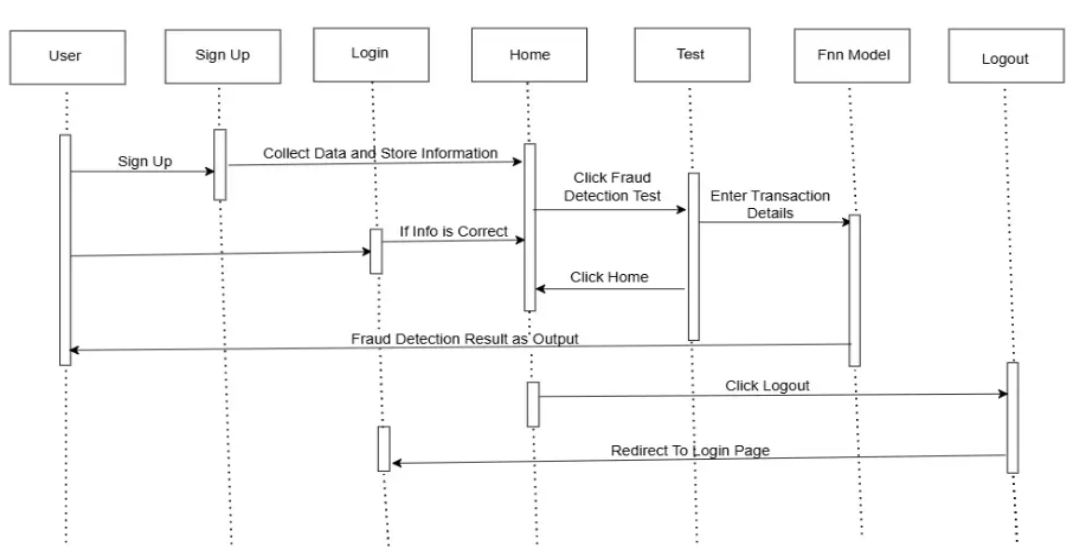 User
Sign Up
Login
Home
Test
Fnn Model
Logout
Sign Up
Collect Data and Store Information
Click Fraud
Detection Test
Enter Transaction
Details
If Info is Correct
Click Home
Fraud Detection Result as Output
Click Logout
Redirect To Login Page